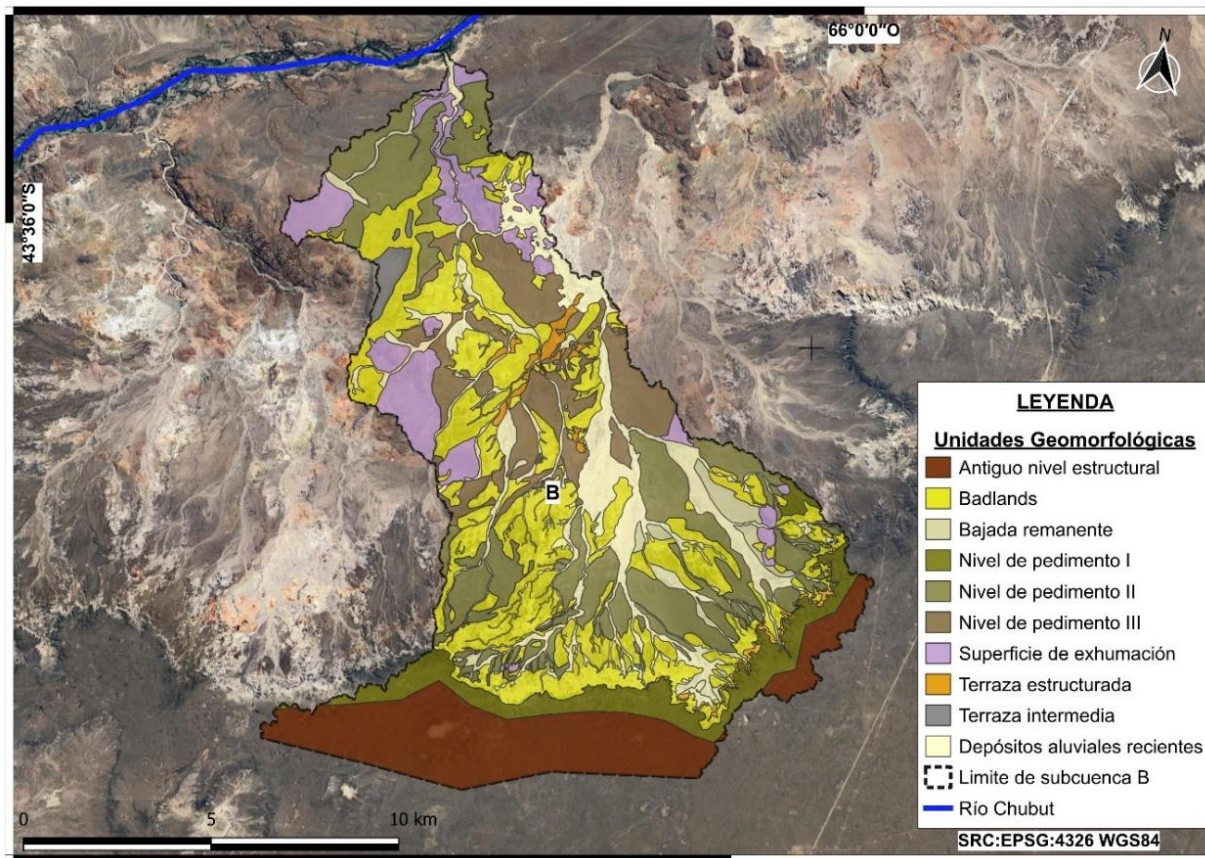 66°0'0"O
N
43°36'0"S
B
LEYENDA
Unidades Geomorfológicas
Antiguo nivel estructural
Badlands
Bajada remanente
Nivel de pedimento I
Nivel de pedimento II
Nivel de pedimento III
Superficie de exhumación
Terraza estructurada
Terraza intermedia
Depósitos aluviales recientes
Limite de subcuenca B
Río Chubut
SRC:EPSG:4326 WGS84
0 5 10 km